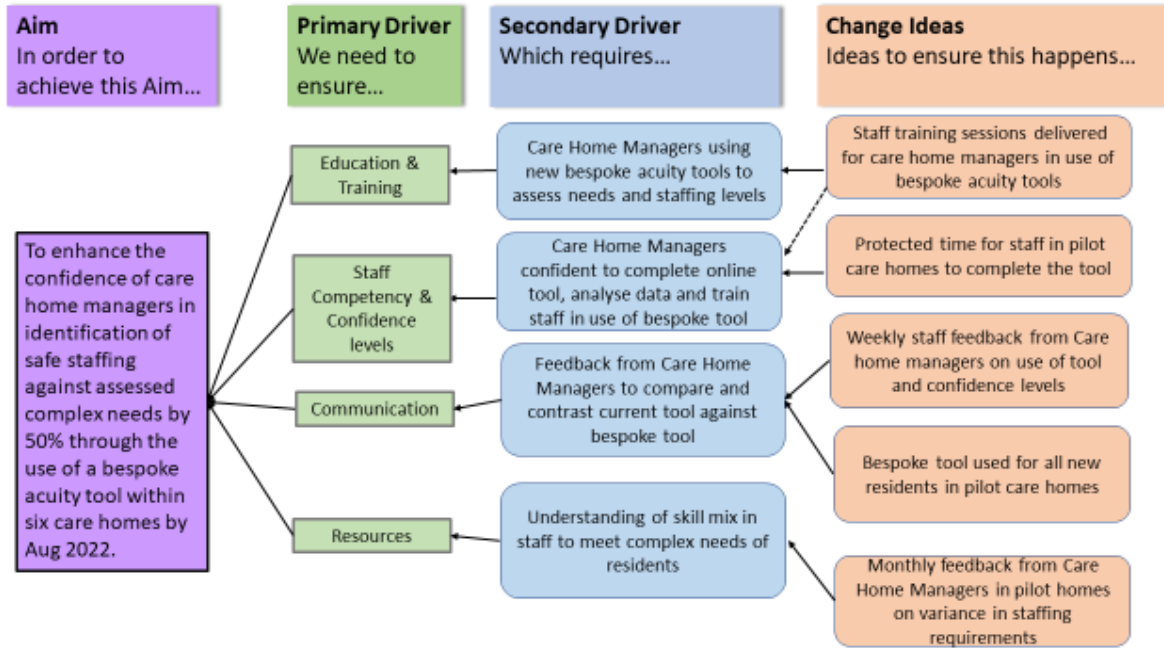 Aim
In order to
achieve this Aim...
Primary Driver
We need to
ensure...
Secondary Driver
Which requires...
Change Ideas
Ideas to ensure this happens...
To enhance the
confidence of care
home managers in
identification of
safe staffing
against assessed
complex needs by
50% through the
use of a bespoke
acuity tool within
six care homes by
Aug 2022.
Education &
Training
Staff
Competency &
Confidence
levels
Communication
Resources
Care Home Managers using
new bespoke acuity tools to
assess needs and staffing levels
Care Home Managers
confident to complete online
tool, analyse data and train
staff in use of bespoke tool
Feedback from Care Home
Managers to compare and
contrast current tool against
bespoke tool
Understanding of skill mix in
staff to meet complex needs of
residents
Staff training sessions delivered
for care home managers in use of
bespoke acuity tools
Protected time for staff in pilot
care homes to complete the tool
Weekly staff feedback from Care
home managers on use of tool
and confidence levels
Bespoke tool used for all new
residents in pilot care homes
Monthly feedback from Care
Home Managers in pilot homes
on variance in staffing
requirements